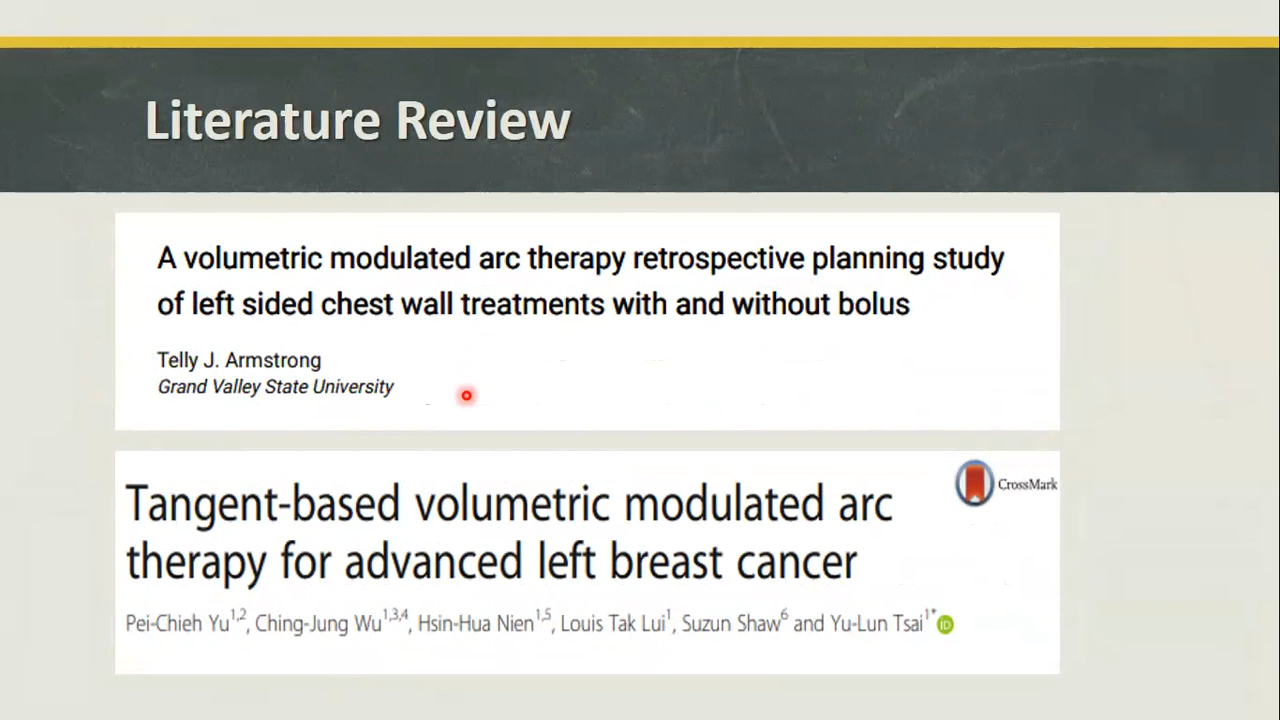 Literature Review
A volumetric modulated arc therapy retrospective planning study
of left sided chest wall treatments with and without bolus
Telly J. Armstrong
Grand Valley State University
CrossMark
Tangent-based volumetric modulated arc
therapy for advanced left breast cancer
Pei-Chieh Yu1,2, Ching-Jung Wu1,3,4, Hsin-Hua Nien1,5, Louis Tak Lui1, Suzun Shaw6 and Yu-Lun Tsai1* iD